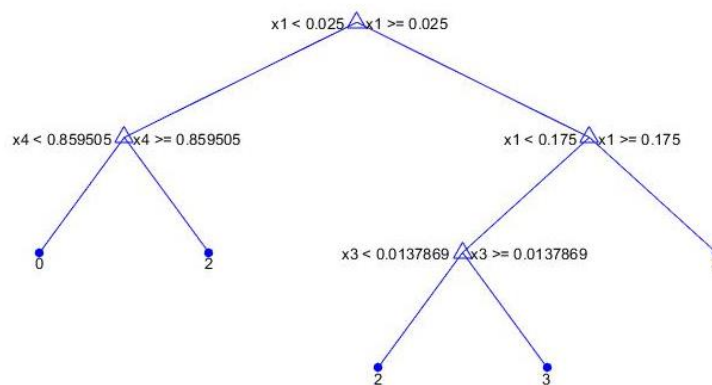 x1 < 0.025 x1 >= 0.025
x4 < 0.859505 x4 >= 0.859505
x1 < 0.175 x1 >= 0.175
0
2
x3 < 0.0137869 x3 >= 0.0137869
2
3